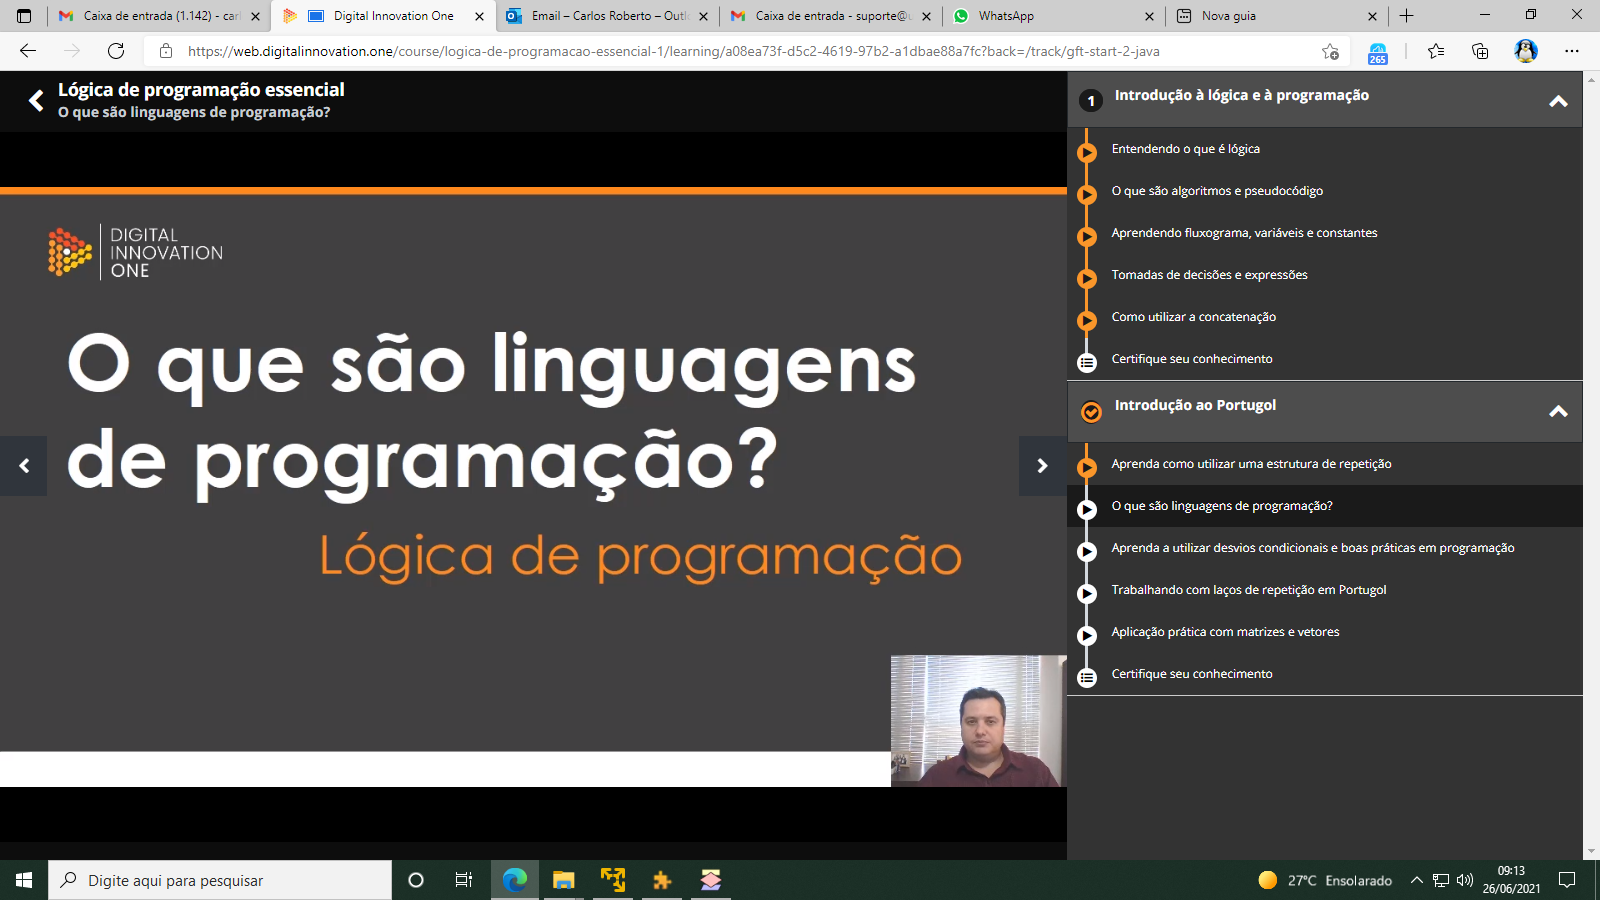 Caixa de entrada (1.142) - carl
Digital Innovation One
Email – Carlos Roberto – Outl
Caixa de entrada - suporte@u
WhatsApp
Nova guia
https://web.digitalinnovation.one/course/logica-de-programacao-essencial-1/learning/a08ea73f-d5c2-4619-97b2-a1dbae88a7fc?back=/track/gft-start-2-java
265
Lógica de programação essencial
O que são linguagens de programação?
DIGITAL
INNOVATION
ONE
O que são linguagens
de programação?
Lógica de programação
1 Introdução à lógica e à programação
Entendendo o que é lógica
O que são algoritmos e pseudocódigo
Aprendendo fluxograma, variáveis e constantes
Tomadas de decisões e expressões
Como utilizar a concatenação
Certifique seu conhecimento
Introdução ao Portugol
Aprenda como utilizar uma estrutura de repetição
O que são linguagens de programação?
Aprenda a utilizar desvios condicionais e boas práticas em programação
Trabalhando com laços de repetição em Portugol
Aplicação prática com matrizes e vetores
Certifique seu conhecimento
Digite aqui para pesquisar
27°C Ensolarado
09:13
26/06/2021